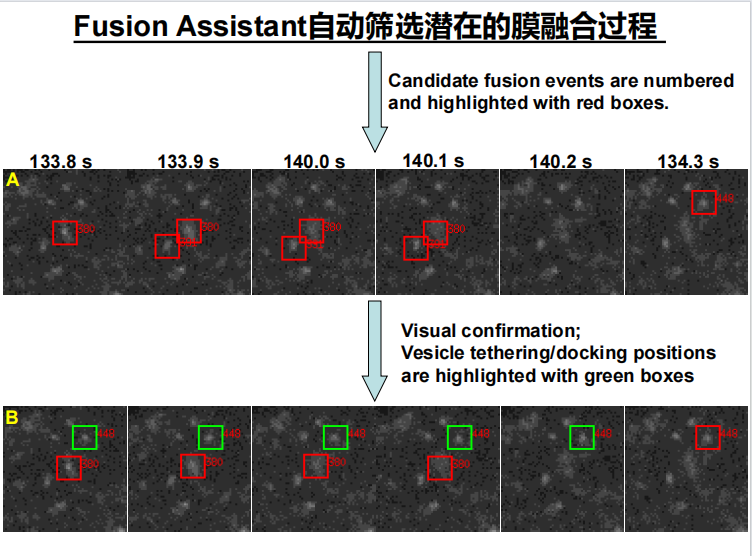 Fusion Assistant自动筛选潜在的膜融合过程
Candidate fusion events are numbered
and highlighted with red boxes.
133.8 s 133.9 s 140.0 s 140.1 s 140.2 s 134.3 s
A
380 380 380 380 448
Visual confirmation;
Vesicle tethering/docking positions
are highlighted with green boxes
B
448 448 448 448 448 448
380 380 380 380